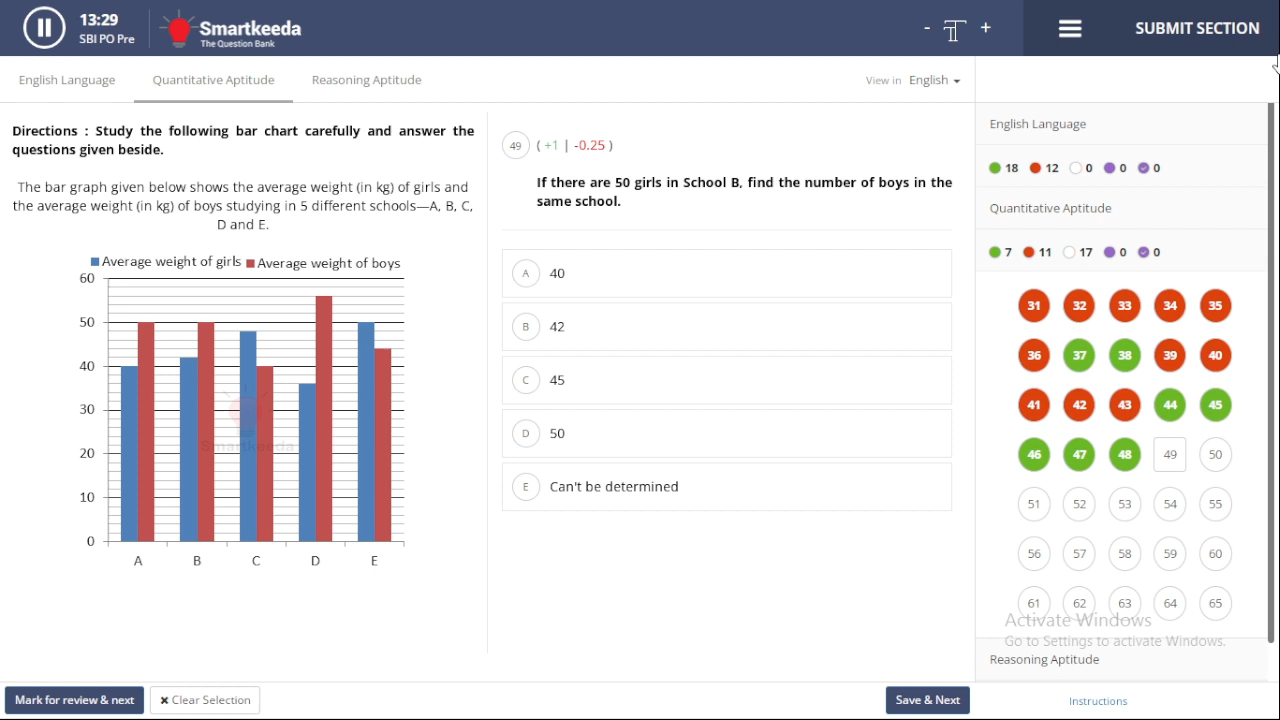 13:29
SBI PO Pre
Smartkeeda
The Question Bank
- T +
SUBMIT SECTION
English Language
Quantitative Aptitude
Reasoning Aptitude
View in English
Directions : Study the following bar chart carefully and answer the
questions given beside.
The bar graph given below shows the average weight (in kg) of girls and
the average weight (in kg) of boys studying in 5 different schools—A, B, C,
D and E.
Average weight of girls Average weight of boys
60
50
40
30
20
10
0
A B C D E
Smartkeeda
49 ( +1 | -0.25 )
If there are 50 girls in School B, find the number of boys in the
same school.
A 40
B 42
C 45
D 50
E Can't be determined
English Language
18 12 0 0 0
Quantitative Aptitude
7 11 17 0 0
31 32 33 34 35
36 37 38 39 40
41 42 43 44 45
46 47 48 49 50
51 52 53 54 55
56 57 58 59 60
61 62 63 64 65
Activate Windows
Go to Settings to activate Windows.
Reasoning Aptitude
Mark for review & next
✖ Clear Selection
Save & Next
Instructions